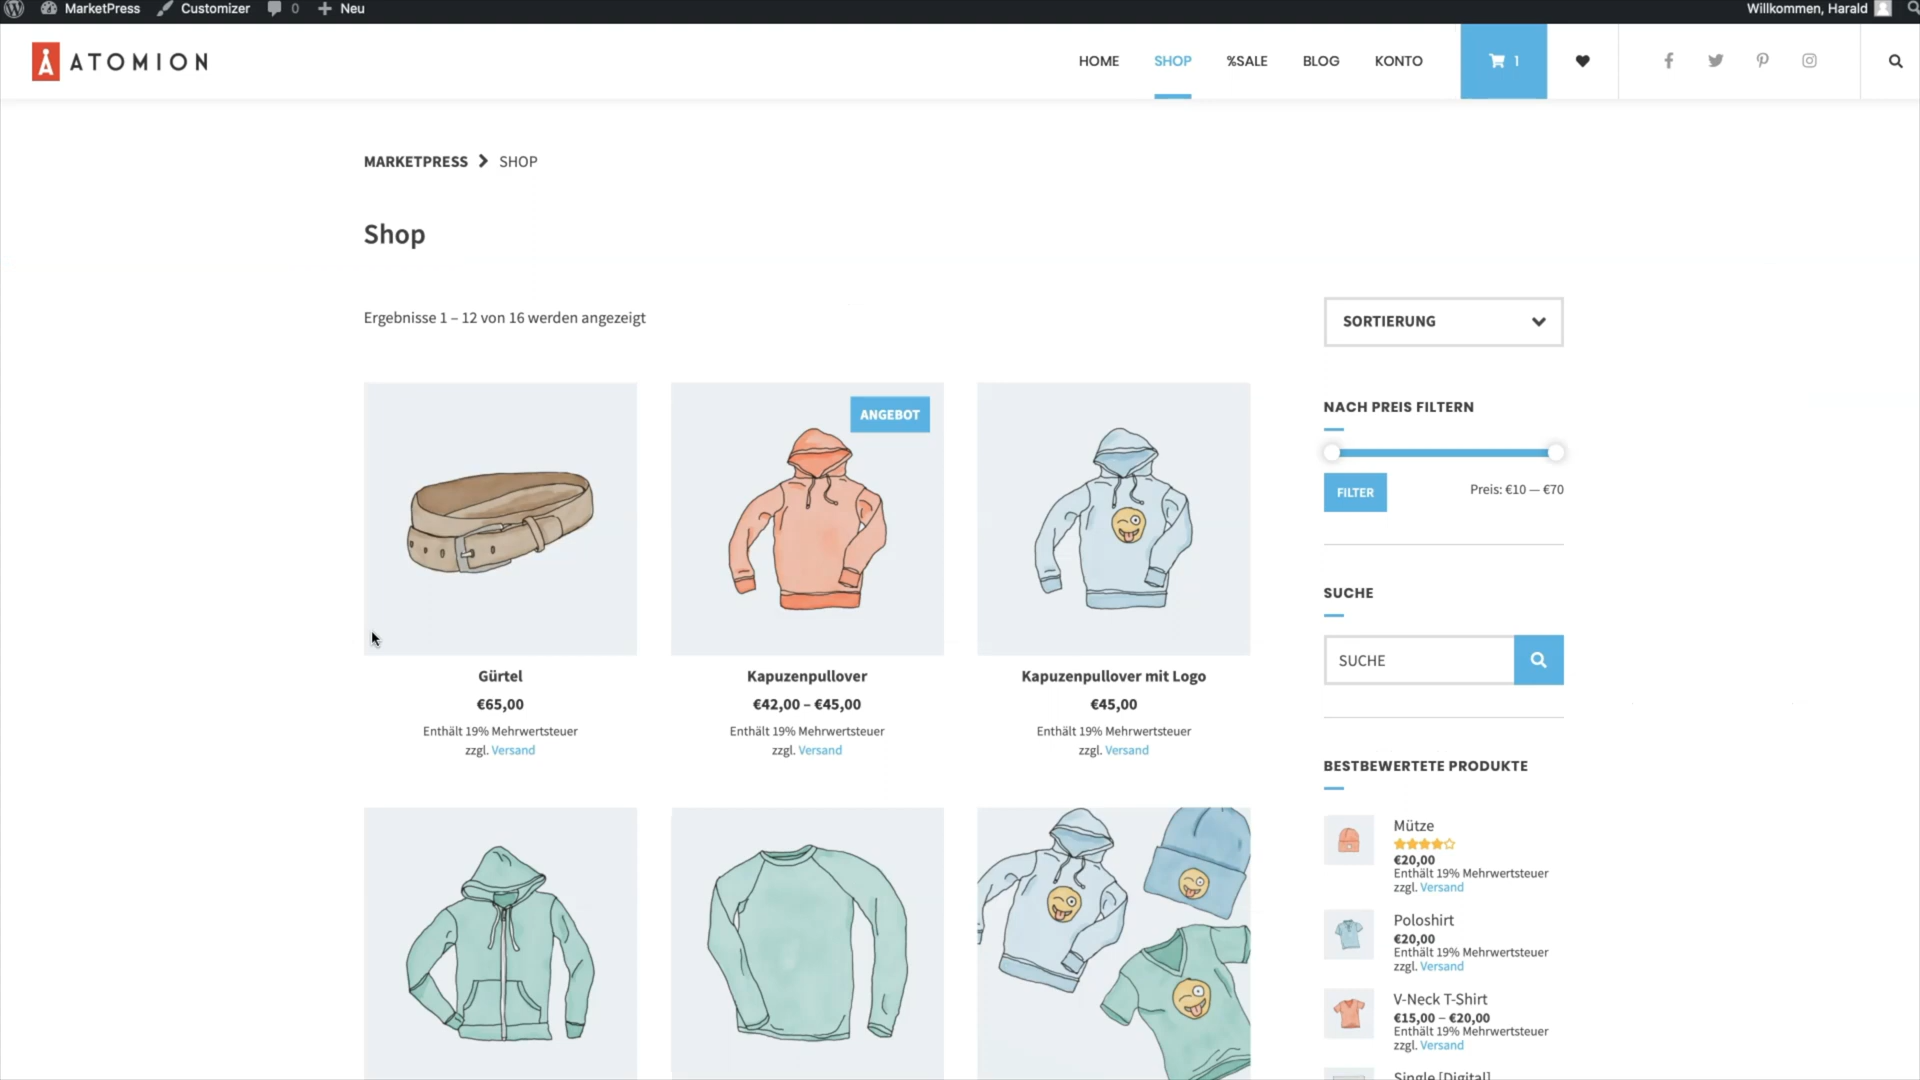 MarketPress Customizer 0 Neu Willkommen, Harald
ATOMION
HOME SHOP %SALE BLOG KONTO 1
MARKETPRESS SHOP
Shop
Ergebnisse 1 – 12 von 16 werden angezeigt
SORTIERUNG
NACH PREIS FILTERN
FILTER
Preis: €10 — €70
SUCHE
SUCHE
ANGEBOT
Gürtel
€65,00
Enthält 19% Mehrwertsteuer
zzgl. Versand
Kapuzenpullover
€42,00 – €45,00
Enthält 19% Mehrwertsteuer
zzgl. Versand
Kapuzenpullover mit Logo
€45,00
Enthält 19% Mehrwertsteuer
zzgl. Versand
BESTBEWERTETE PRODUKTE
Mütze
€20,00
Enthält 19% Mehrwertsteuer
zzgl. Versand
Poloshirt
€20,00
Enthält 19% Mehrwertsteuer
zzgl. Versand
V-Neck T-Shirt
€15,00 – €20,00
Enthält 19% Mehrwertsteuer
zzgl. Versand
Single [Digital]